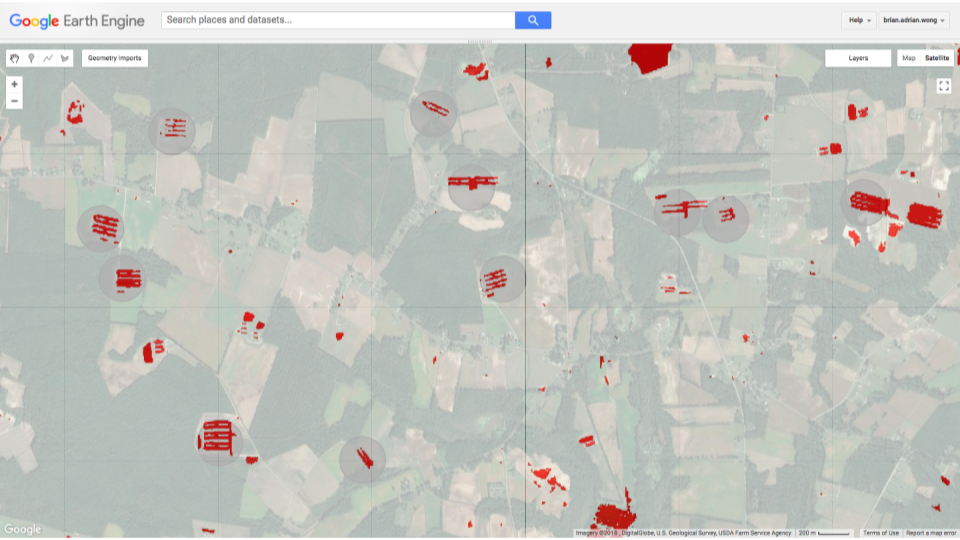 Google Earth Engine
Search places and datasets...
Help
brian.adrian.wong
Geometry Imports
Layers
Map
Satellite
+
−
Google
Imagery ©2018 , DigitalGlobe, U.S. Geological Survey, USDA Farm Service Agency
200 m
Terms of Use
Report a map error